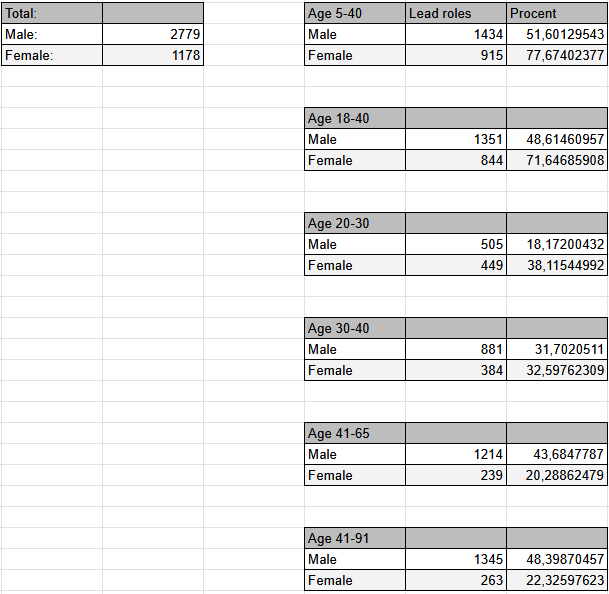 Total:
Male: 2779
Female: 1178
Age 5-40 Lead roles Procent
Male 1434 51,60129543
Female 915 77,67402377
Age 18-40
Male 1351 48,61460957
Female 844 71,64685908
Age 20-30
Male 505 18,17200432
Female 449 38,11544992
Age 30-40
Male 881 31,7020511
Female 384 32,59762309
Age 41-65
Male 1214 43,6847787
Female 239 20,28862479
Age 41-91
Male 1345 48,39870457
Female 263 22,32597623